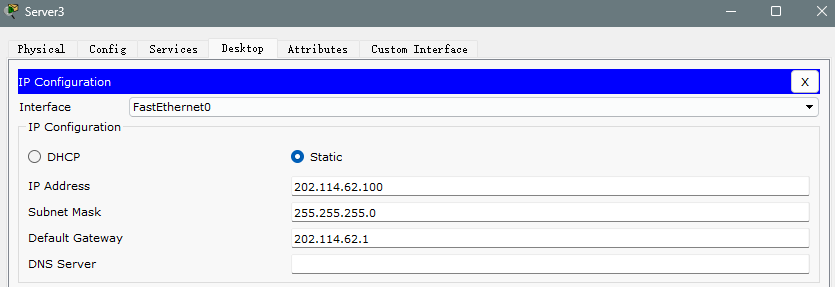 Server3
Physical Config Services Desktop Attributes Custom Interface
IP Configuration X
Interface FastEthernet0
IP Configuration
DHCP Static
IP Address 202.114.62.100
Subnet Mask 255.255.255.0
Default Gateway 202.114.62.1
DNS Server